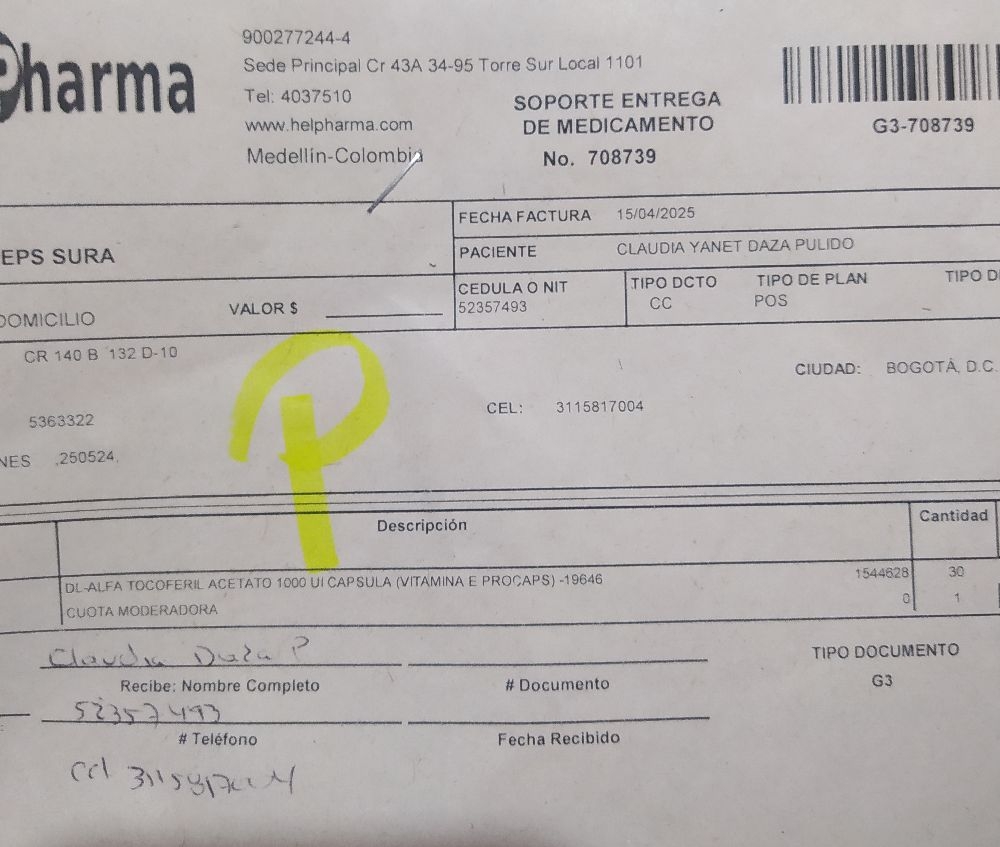 Pharma
900277244-4
Sede Principal Cr 43A 34-95 Torre Sur Local 1101
Tel: 4037510
www.helpharma.com
Medellín-Colombia
SOPORTE ENTREGA
DE MEDICAMENTO
No. 708739
G3-708739
EPS SURA
FECHA FACTURA 15/04/2025
PACIENTE CLAUDIA YANET DAZA PULIDO
CEDULA O NIT
52357493
TIPO DCTO
CC
TIPO DE PLAN
POS
TIPO D
DOMICILIO VALOR $
CR 140 B 132 D-10
CIUDAD: BOGOTÁ, D.C.
5363322
CEL: 3115817004
NES ,250524,
P
Descripción Cantidad
DL-ALFA TOCOFERIL ACETATO 1000 UI CAPSULA (VITAMINA E PROCAPS) -19646 1544628 30
CUOTA MODERADORA 0 1
Claudia Daza P
Recibe: Nombre Completo # Documento
TIPO DOCUMENTO
G3
52357493
# Teléfono Fecha Recibido
cel 3115817004